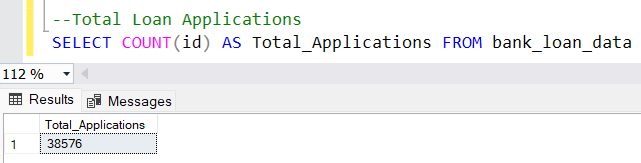 --Total Loan Applications
SELECT COUNT(id) AS Total_Applications FROM bank_loan_data
112 %
Results Messages
Total_Applications
1 38576